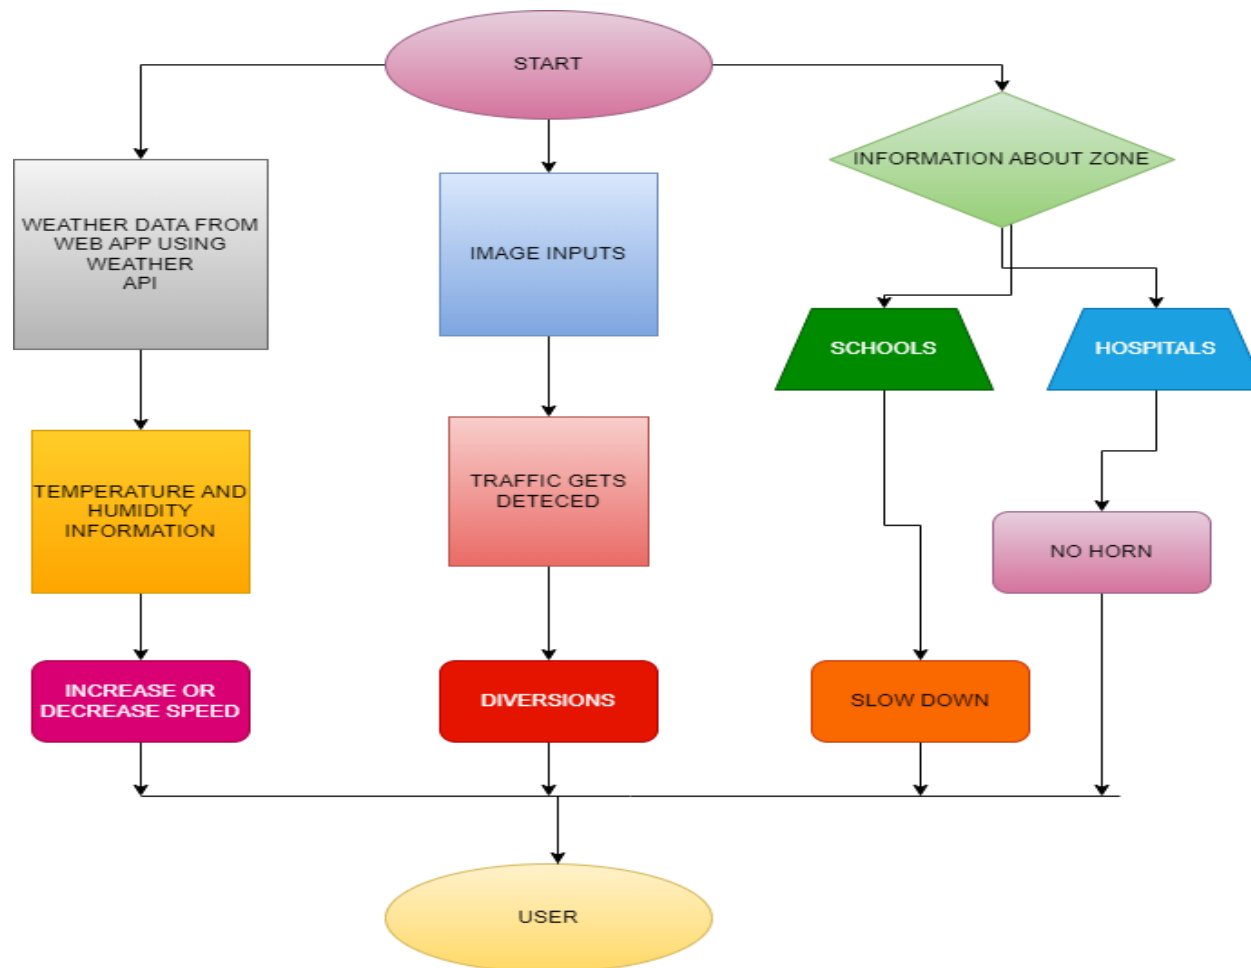 START
INFORMATION ABOUT ZONE
WEATHER DATA FROM
WEB APP USING
WEATHER
API
IMAGE INPUTS
SCHOOLS
HOSPITALS
TEMPERATURE AND
HUMIDITY
INFORMATION
TRAFFIC GETS
DETECED
NO HORN
INCREASE OR
DECREASE SPEED
DIVERSIONS
SLOW DOWN
USER